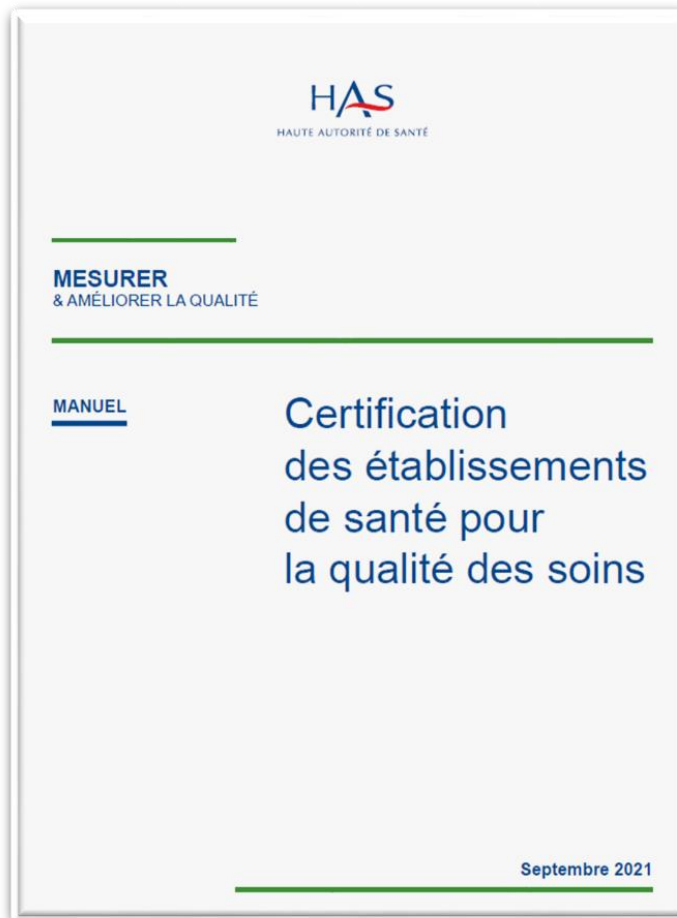 HAS
HAUTE AUTORITÉ DE SANTÉ
MESURER
& AMÉLIORER LA QUALITÉ
MANUEL
Certification
des établissements
de santé pour
la qualité des soins
Septembre 2021